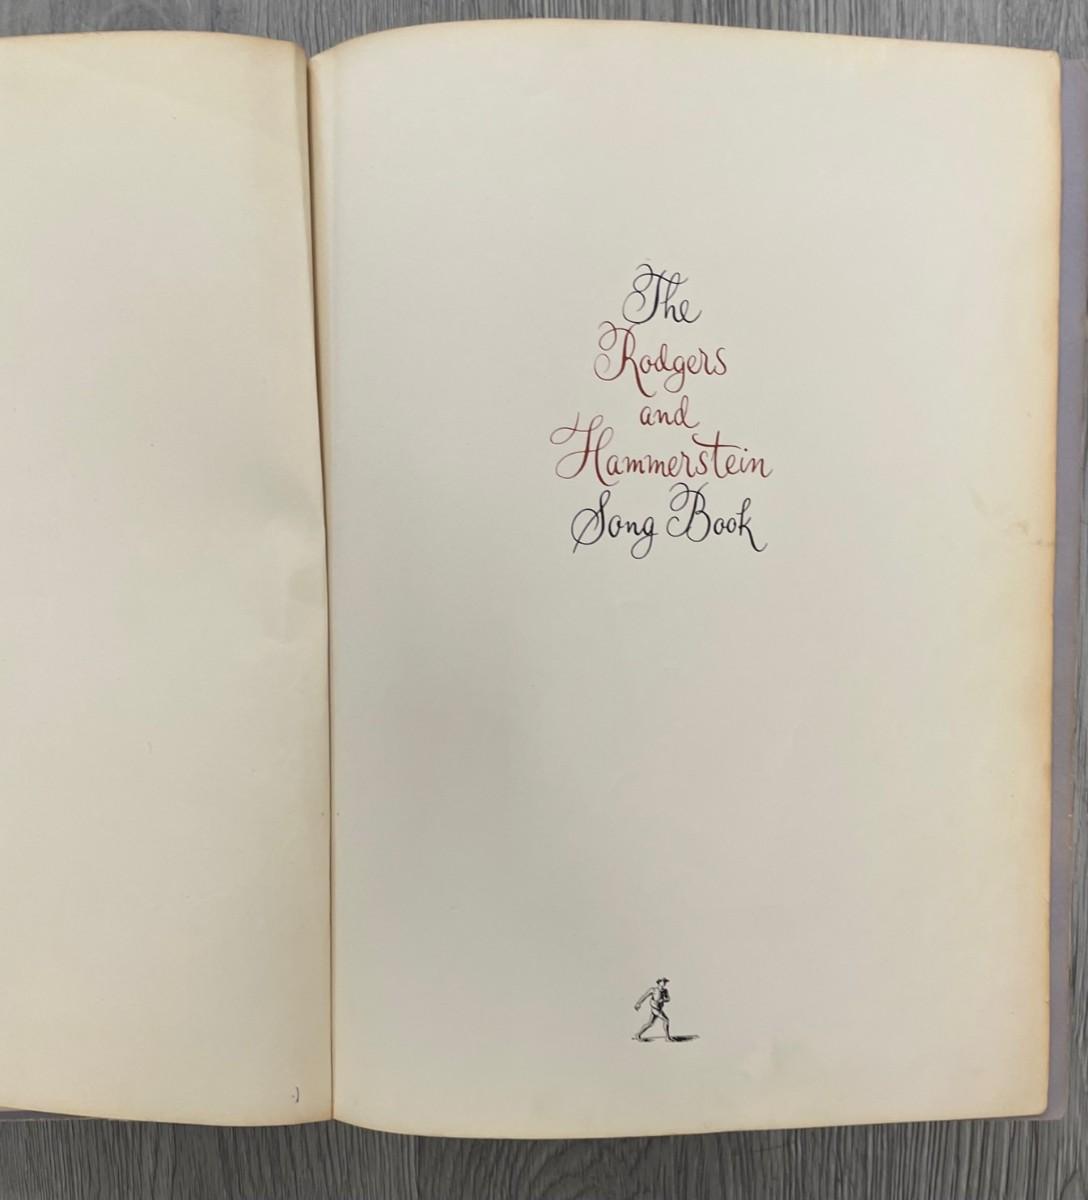 The
Rodgers
and
Hammerstein
Song Book